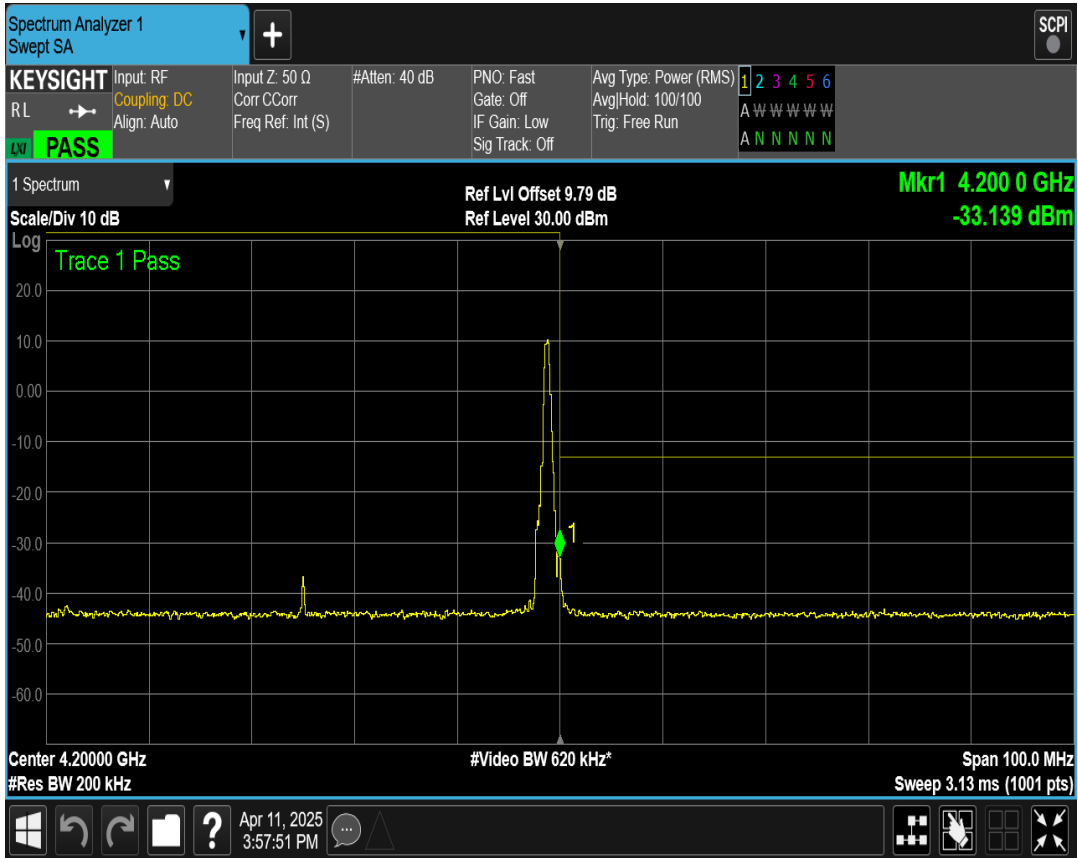 Spectrum Analyzer 1
Swept SA
+
SCPI
KEYSIGHT
R L
LXI PASS
Input: RF
Coupling: DC
Align: Auto
Input Z: 50 Ω
Corr CCorr
Freq Ref: Int (S)
#Atten: 40 dB
PNO: Fast
Gate: Off
IF Gain: Low
Sig Track: Off
Avg Type: Power (RMS)
Avg|Hold: 100/100
Trig: Free Run
1 2 3 4 5 6
A W W W W W
A N N N N N
1 Spectrum
Scale/Div 10 dB
Ref Lvl Offset 9.79 dB
Ref Level 30.00 dBm
Mkr1 4.200 0 GHz
-33.139 dBm
Log
Trace 1 Pass
20.0
10.0
0.00
-10.0
-20.0
1
-30.0
-40.0
-50.0
-60.0
Center 4.20000 GHz
#Video BW 620 kHz*
Span 100.0 MHz
#Res BW 200 kHz
Sweep 3.13 ms (1001 pts)
?
Apr 11, 2025
3:57:51 PM